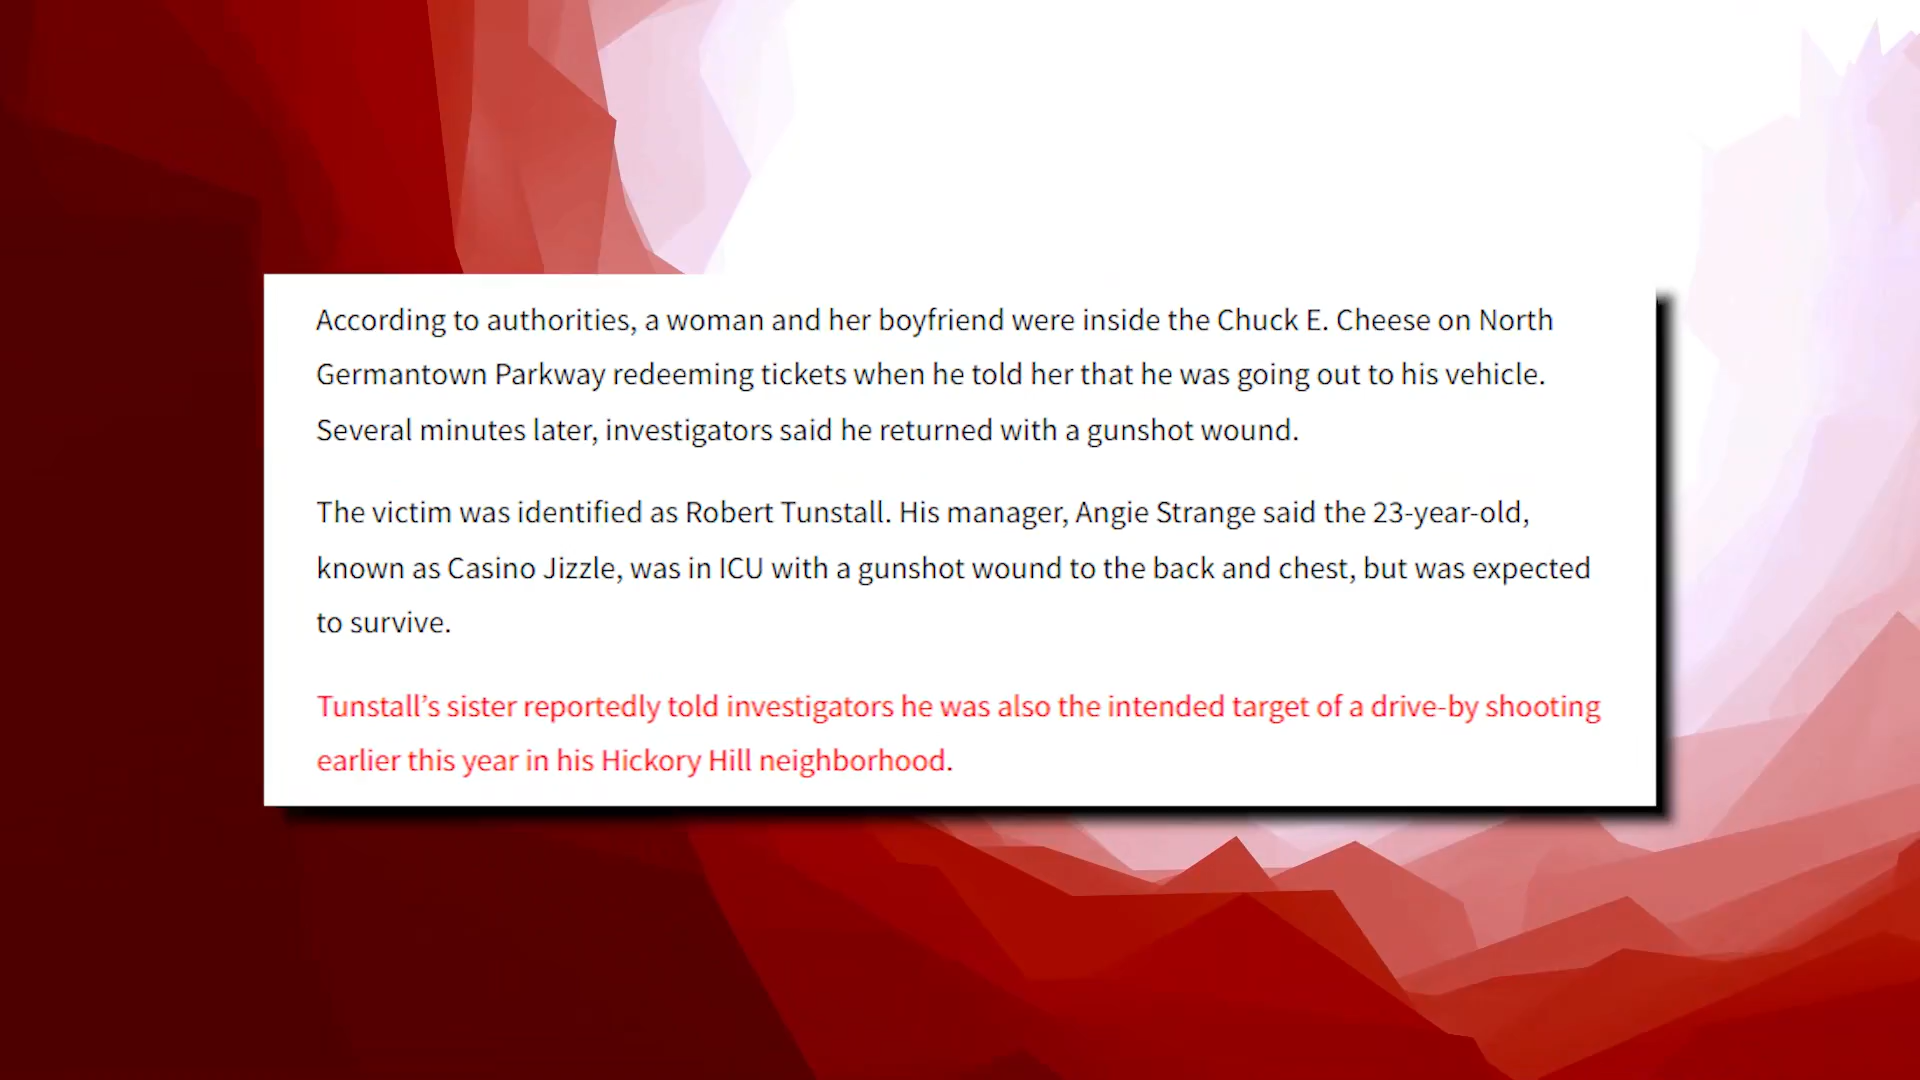 According to authorities, a woman and her boyfriend were inside the Chuck E. Cheese on North
Germantown Parkway redeeming tickets when he told her that he was going out to his vehicle.
Several minutes later, investigators said he returned with a gunshot wound.
The victim was identified as Robert Tunstall. His manager, Angie Strange said the 23-year-old,
known as Casino Jizzle, was in ICU with a gunshot wound to the back and chest, but was expected
to survive.
Tunstall’s sister reportedly told investigators he was also the intended target of a drive-by shooting
earlier this year in his Hickory Hill neighborhood.